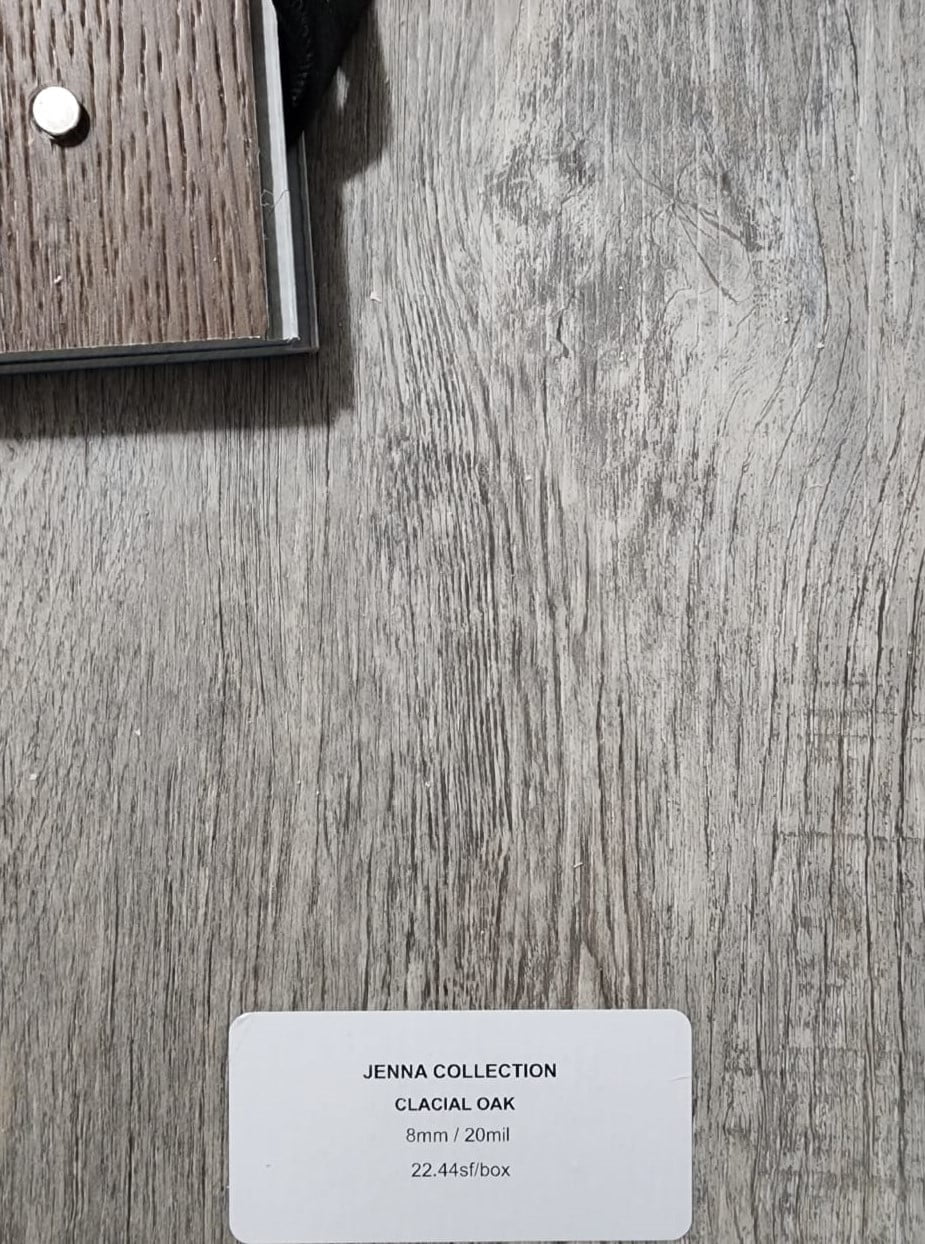 JENNA COLLECTION
CLACIAL OAK
8mm / 20mil
22.44sf/box